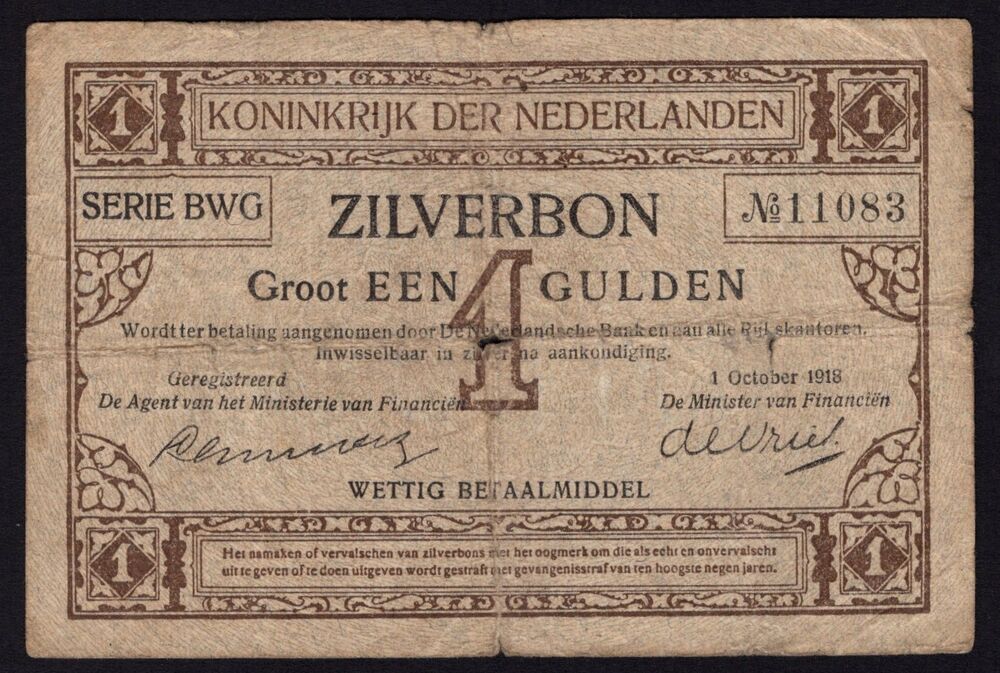 1 KONINKRIJK DER NEDERLANDEN 1
SERIE BWG ZILVERBON № 11083
Groot EEN 1 GULDEN
Wordt ter betaling aangenomen door De Nederlandsche Bank en aan alle Rijkskantoren.
Inwisselbaar in zilver na aankondiging.
Geregistreerd 1 October 1918
De Agent van het Ministerie van Financiën De Minister van Financiën
de Vries.
WETTIG BETAALMIDDEL
1 Het namaken of vervalschen van zilverbons met het oogmerk om die als echt en onvervalscht 1
uit te geven of te doen uitgeven wordt gestraft met gevangenisstraf van ten hoogste negen jaren.